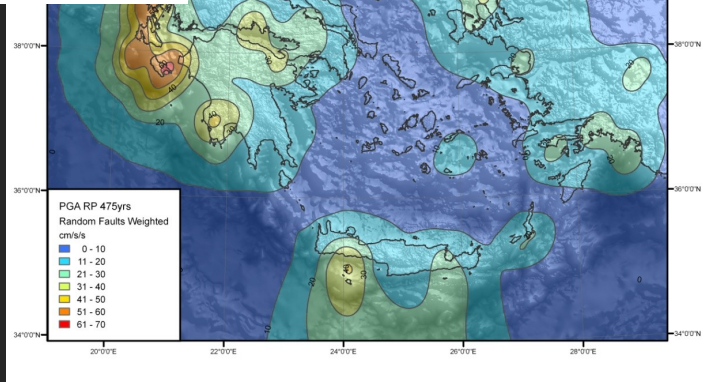 38°0'0"N
38°0'0"N
40
20
36°0'0"N
36°0'0"N
PGA RP 475yrs
Random Faults Weighted
cm/s/s
0 - 10
11 - 20
21 - 30
31 - 40
41 - 50
51 - 60
61 - 70
20
10
0
34°0'0"N
34°0'0"N
20°0'0"E
22°0'0"E
24°0'0"E
26°0'0"E
28°0'0"E